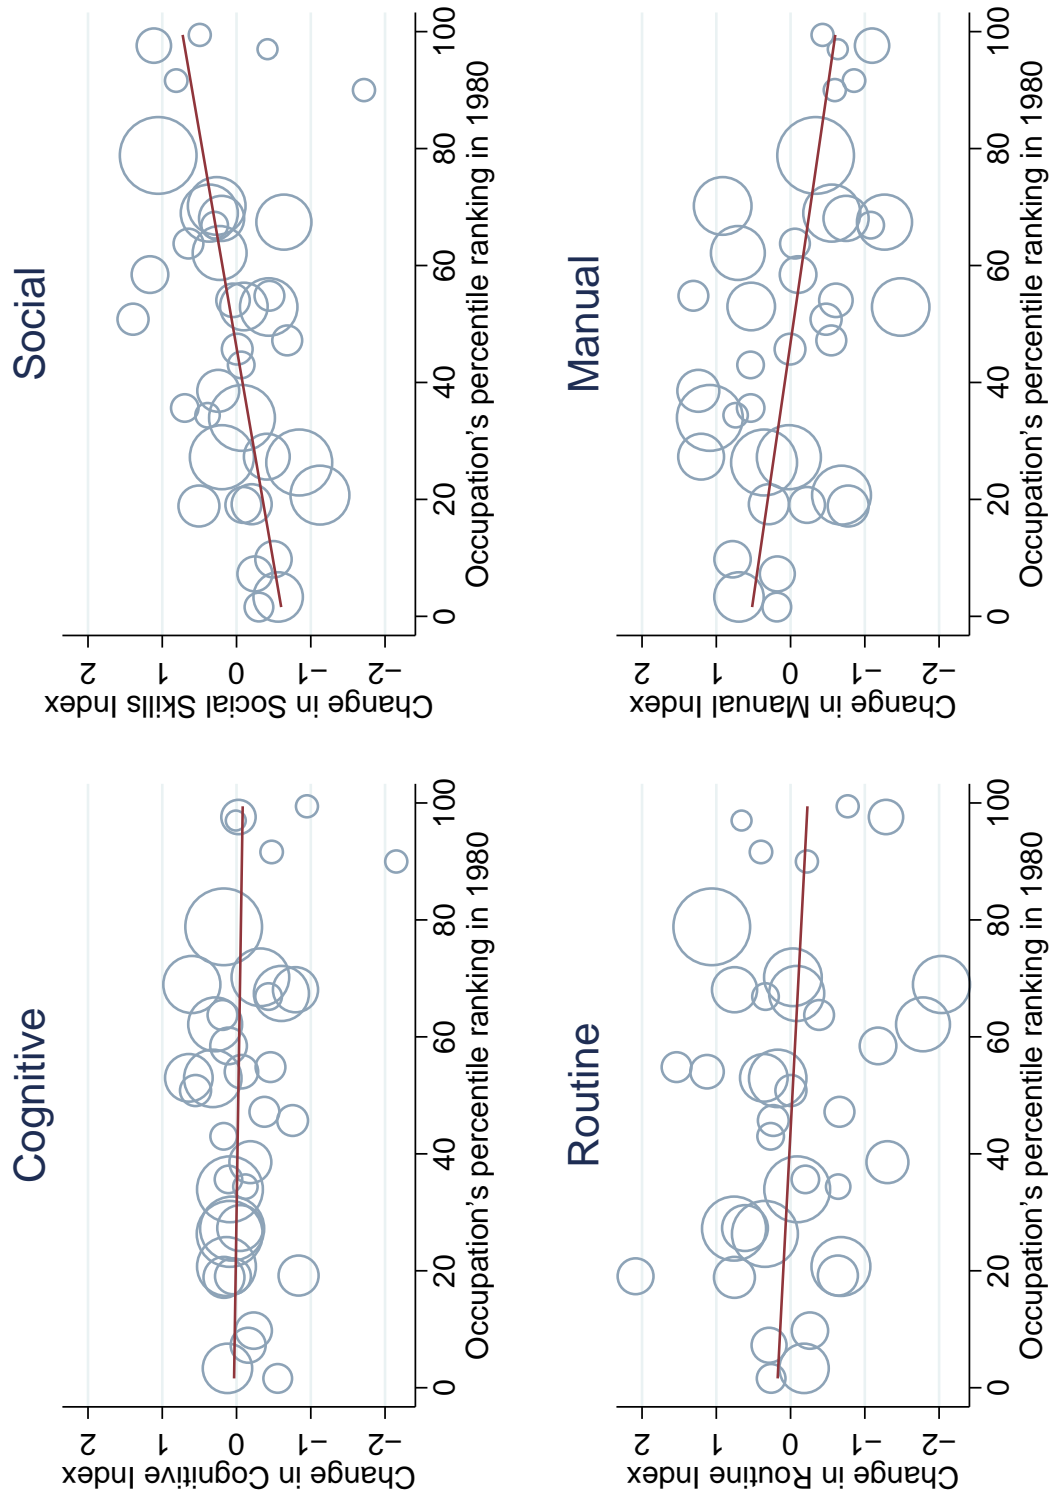 Cognitive
Change in Cognitive Index
2
1
0
−1
−2
0 20 40 60 80 100
Occupation's percentile ranking in 1980
Social
Change in Social Skills Index
2
1
0
−1
−2
0 20 40 60 80 100
Occupation's percentile ranking in 1980
Routine
Change in Routine Index
2
1
0
−1
−2
0 20 40 60 80 100
Occupation's percentile ranking in 1980
Manual
Change in Manual Index
2
1
0
−1
−2
0 20 40 60 80 100
Occupation's percentile ranking in 1980